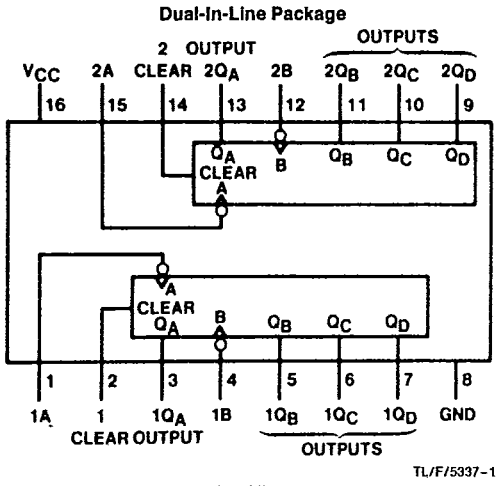 Dual-In-Line Package
2 OUTPUT OUTPUTS
VCC 2A CLEAR 2QA 2B 2QB 2QC 2QD
16 15 14 13 12 11 10 9
QA B QB QC QD
CLEAR
A
A
CLEAR
QA B QB QC QD
1 2 3 4 5 6 7 8
1A 1 1QA 1B 1QB 1QC 1QD GND
CLEAR OUTPUT OUTPUTS
TL/F/5337-1